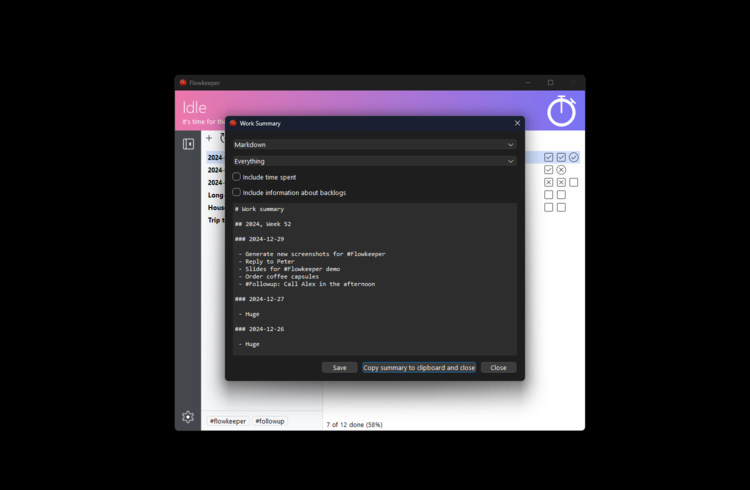 Flowkeeper
Idle
It's time for the
Work Summary
Markdown
Everything
Include time spent
Include information about backlogs
# Work summary
## 2024, Week 52
### 2024-12-29
- Generate new screenshots for #Flowkeeper
- Reply to Peter
- Slides for #Flowkeeper demo
- Order coffee capsules
- #Followup: Call Alex in the afternoon
### 2024-12-27
- Huge
### 2024-12-26
- Huge
Save
Copy summary to clipboard and close
Close
2024-
2024-
2024-
Long
Hous
Trip t
#flowkeeper
#followup
7 of 12 done (58%)